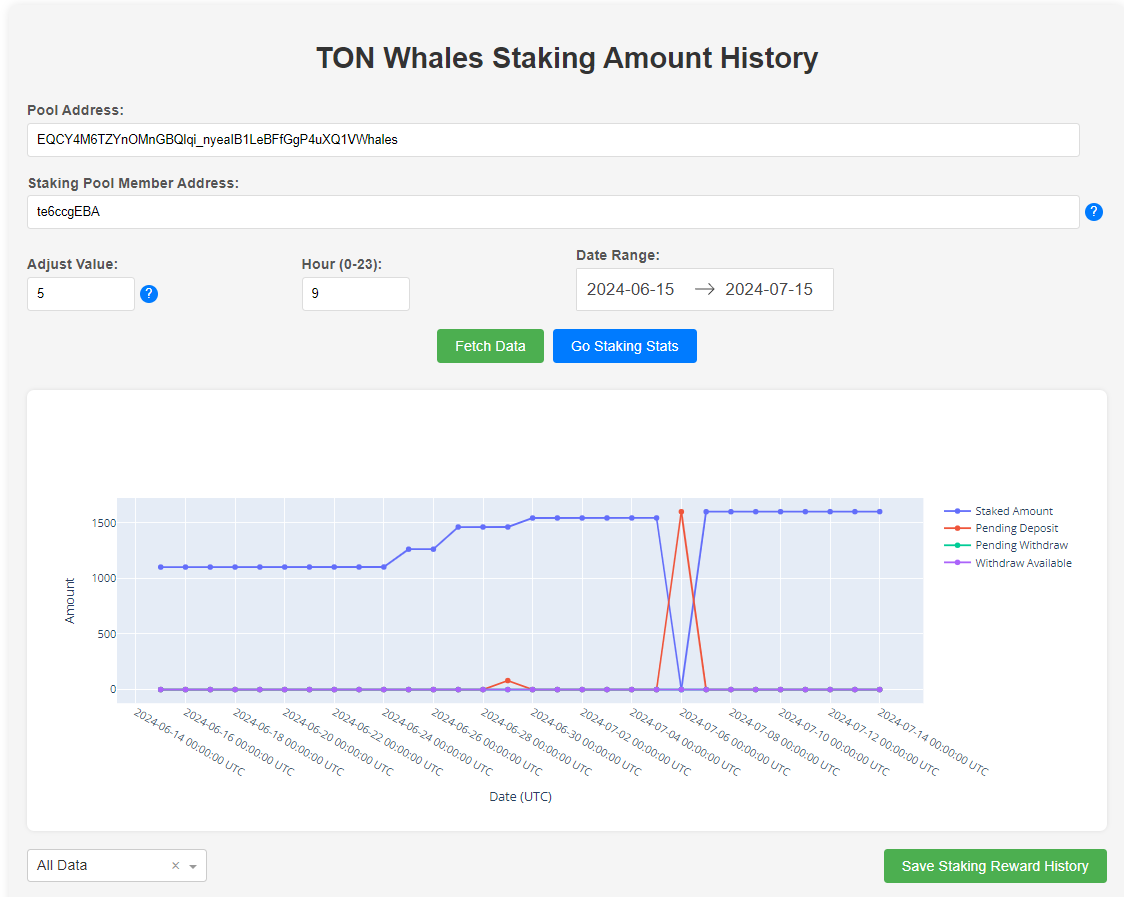 TON Whales Staking Amount History
Pool Address:
EQCY4M6TZYnOMnGBQlqi_nyeaIB1LeBFfGgP4uXQ1VWhales
Staking Pool Member Address:
te6ccgEBA
?
Adjust Value:
5
?
Hour (0-23):
9
Date Range:
2024-06-15 → 2024-07-15
Fetch Data
Go Staking Stats
1500
1000
500
0
Amount
Staked Amount
Pending Deposit
Pending Withdraw
Withdraw Available
2024-06-14 00:00:00 UTC
2024-06-16 00:00:00 UTC
2024-06-18 00:00:00 UTC
2024-06-20 00:00:00 UTC
2024-06-22 00:00:00 UTC
2024-06-24 00:00:00 UTC
2024-06-26 00:00:00 UTC
2024-06-28 00:00:00 UTC
2024-06-30 00:00:00 UTC
2024-07-02 00:00:00 UTC
2024-07-04 00:00:00 UTC
2024-07-06 00:00:00 UTC
2024-07-08 00:00:00 UTC
2024-07-10 00:00:00 UTC
2024-07-12 00:00:00 UTC
2024-07-14 00:00:00 UTC
Date (UTC)
All Data ×
Save Staking Reward History